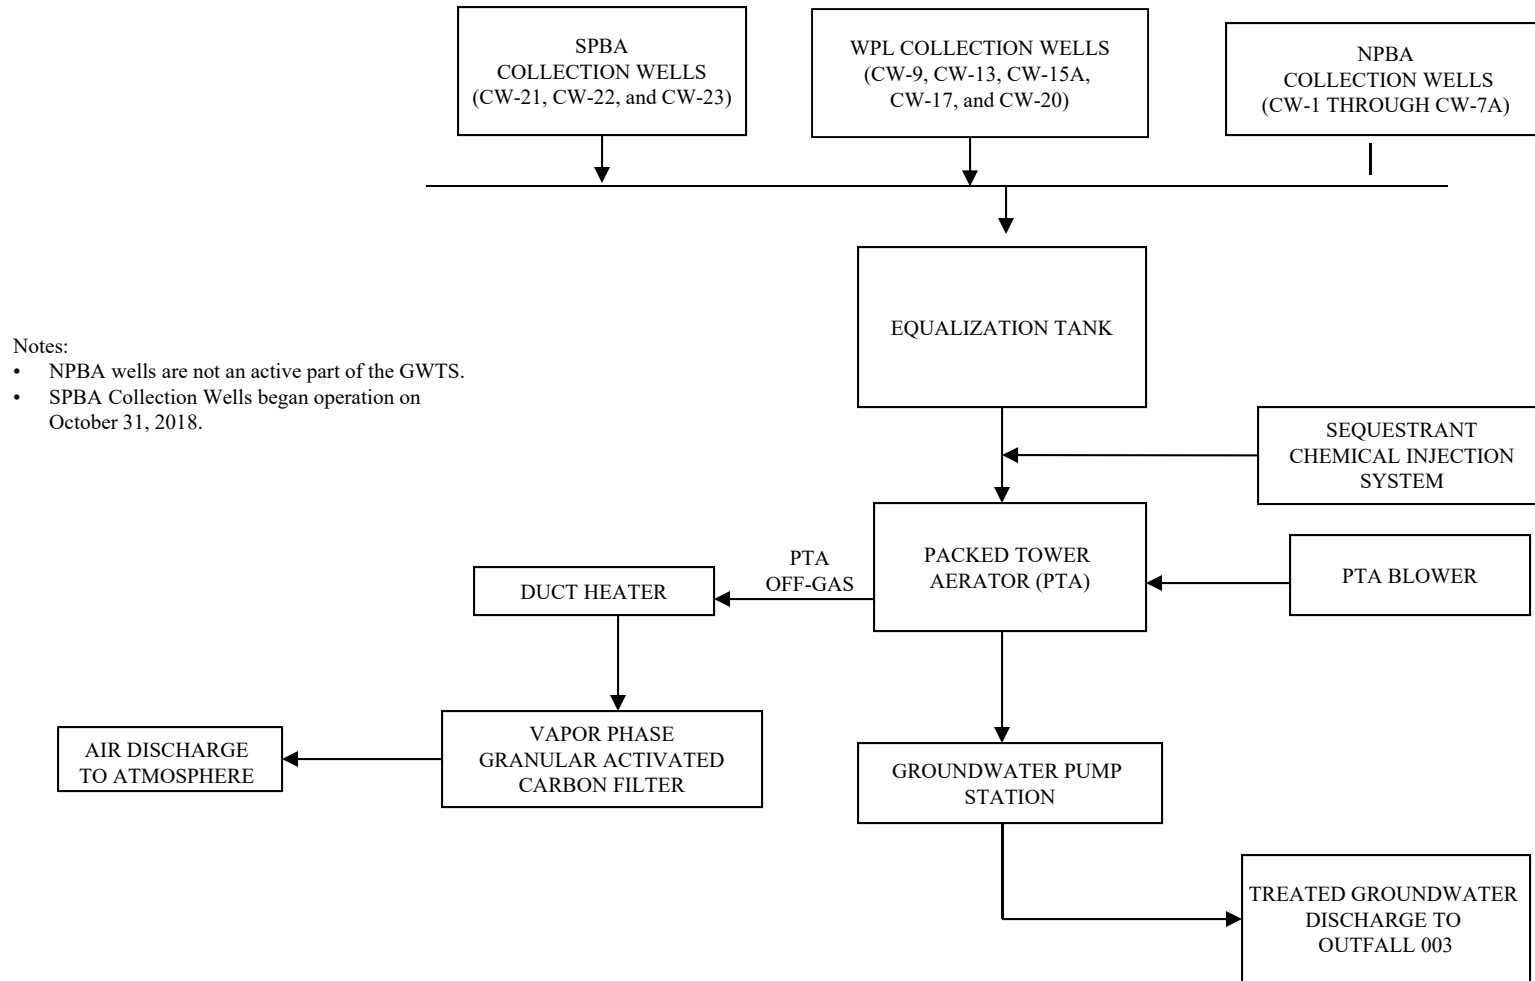 SPBA
COLLECTION WELLS
(CW-21, CW-22, and CW-23)
WPL COLLECTION WELLS
(CW-9, CW-13, CW-15A,
CW-17, and CW-20)
NPBA
COLLECTION WELLS
(CW-1 THROUGH CW-7A)
EQUALIZATION TANK
Notes:
• NPBA wells are not an active part of the GWTS.
• SPBA Collection Wells began operation on
October 31, 2018.
SEQUESTRANT
CHEMICAL INJECTION
SYSTEM
PACKED TOWER
AERATOR (PTA)
PTA BLOWER
PTA
OFF-GAS
DUCT HEATER
VAPOR PHASE
GRANULAR ACTIVATED
CARBON FILTER
AIR DISCHARGE
TO ATMOSPHERE
GROUNDWATER PUMP
STATION
TREATED GROUNDWATER
DISCHARGE TO
OUTFALL 003